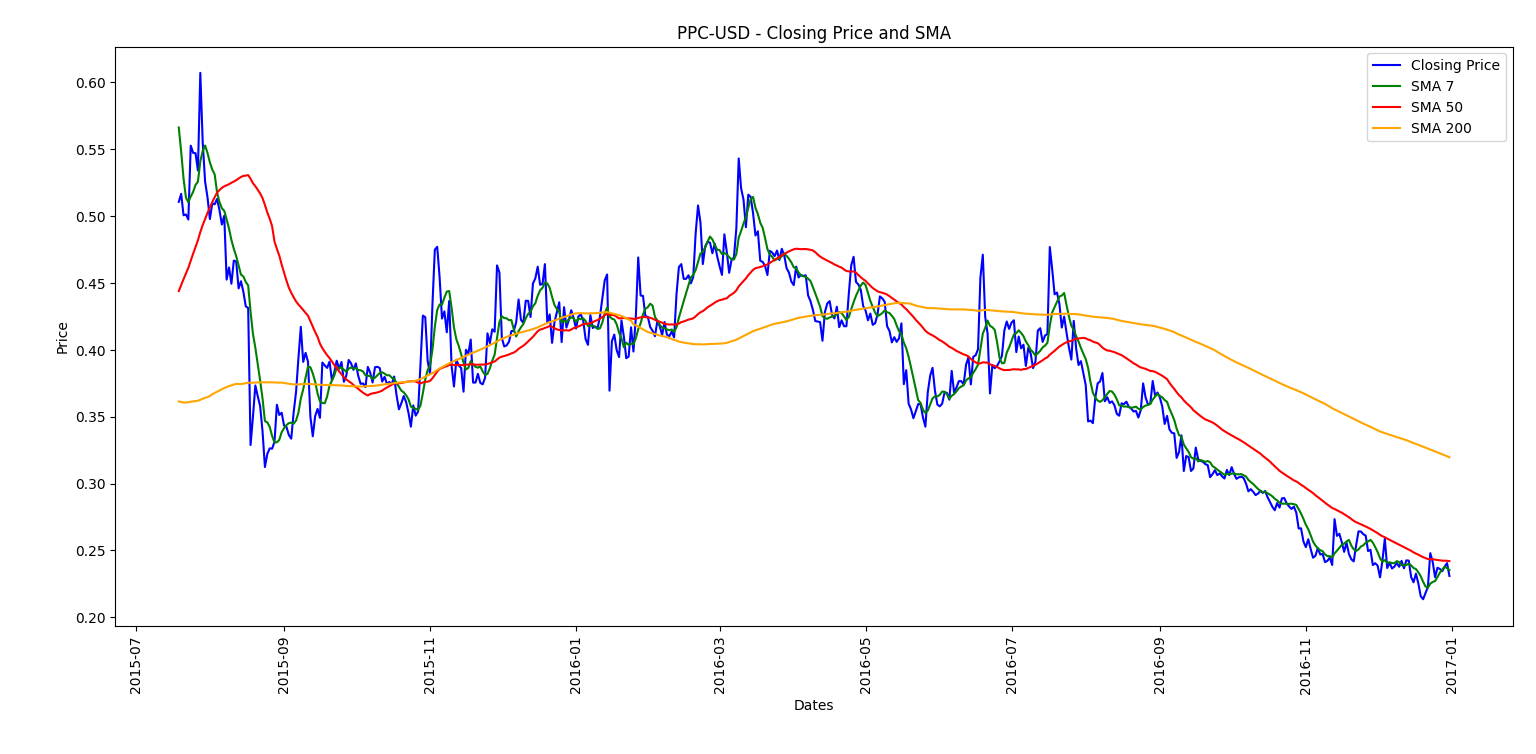 PPC-USD - Closing Price and SMA
Closing Price
SMA 7
SMA 50
SMA 200
Price
0.60
0.55
0.50
0.45
0.40
0.35
0.30
0.25
0.20
2015-07
2015-09
2015-11
2016-01
2016-03
2016-05
2016-07
2016-09
2016-11
2017-01
Dates